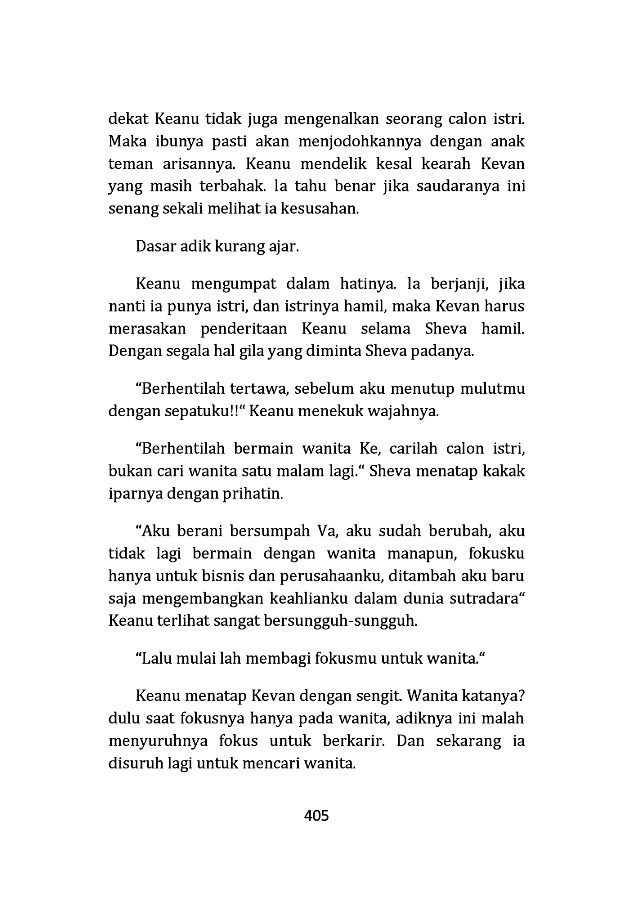 dekat Keanu tidak juga mengenalkan seorang calon istri.
Maka ibunya pasti akan menjodohkannya dengan anak
teman arisannya. Keanu mendelik kesal kearah Kevan
yang masih terbahak. Ia tahu benar jika saudaranya ini
senang sekali melihat ia kesusahan.
Dasar adik kurang ajar.
Keanu mengumpat dalam hatinya. Ia berjanji, jika
nanti ia punya istri, dan istrinya hamil, maka Kevan harus
merasakan penderitaan Keanu selama Sheva hamil.
Dengan segala hal gila yang diminta Sheva padanya.
“Berhentilah tertawa, sebelum aku menutup mulutmu
dengan sepatuku!!“ Keanu menekuk wajahnya.
“Berhentilah bermain wanita Ke, carilah calon istri,
bukan cari wanita satu malam lagi.“ Sheva menatap kakak
iparnya dengan prihatin.
“Aku berani bersumpah Va, aku sudah berubah, aku
tidak lagi bermain dengan wanita manapun, fokusku
hanya untuk bisnis dan perusahaanku, ditambah aku baru
saja mengembangkan keahlianku dalam dunia sutradara“
Keanu terlihat sangat bersungguh-sungguh.
“Lalu mulai lah membagi fokusmu untuk wanita.“
Keanu menatap Kevan dengan sengit. Wanita katanya?
dulu saat fokusnya hanya pada wanita, adiknya ini malah
menyuruhnya fokus untuk berkarir. Dan sekarang ia
disuruh lagi untuk mencari wanita.
405